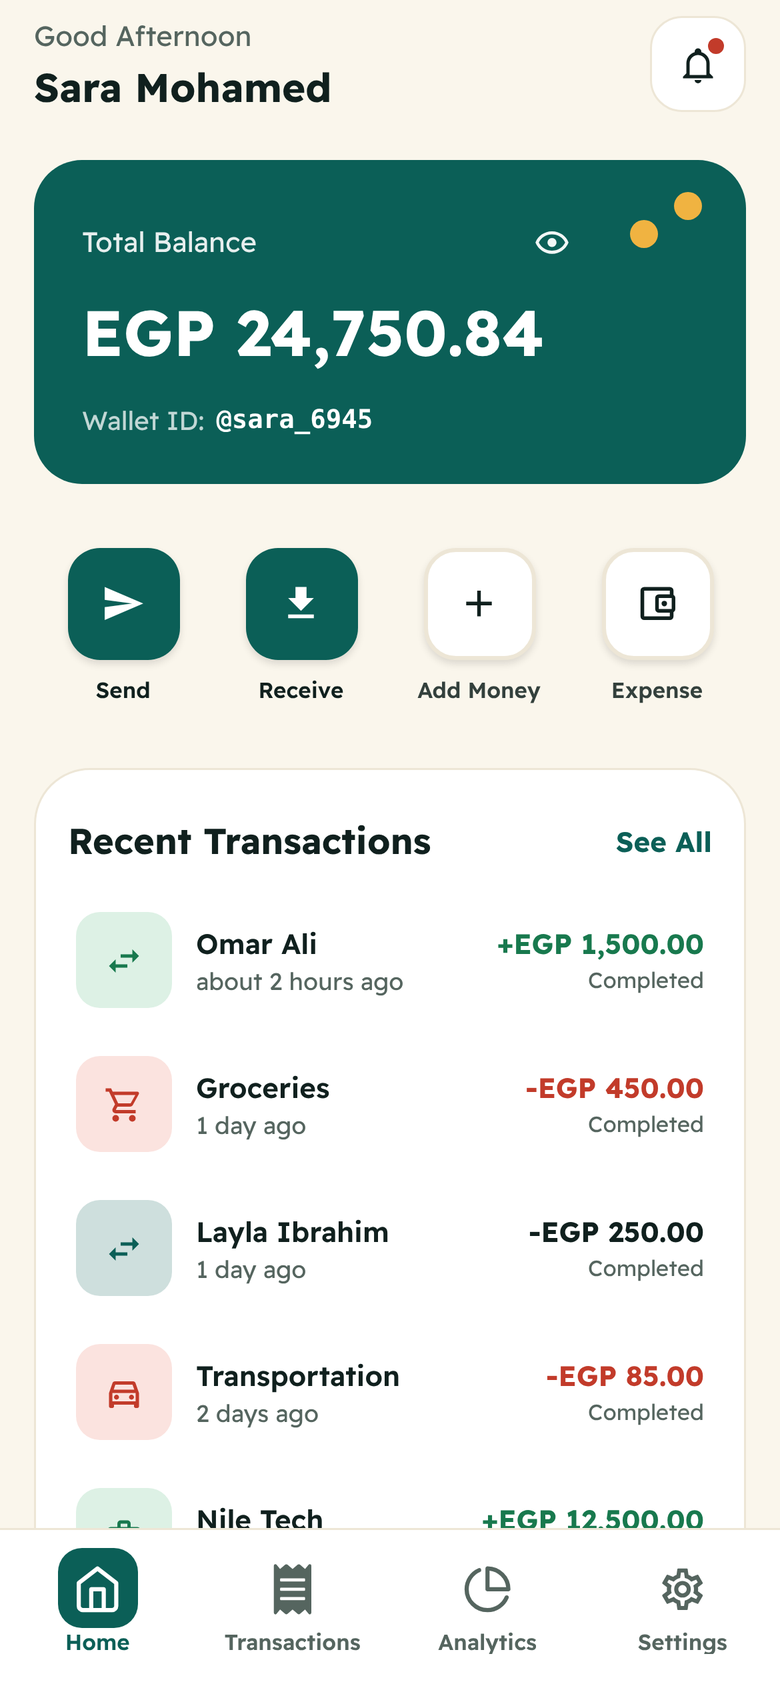 Good Afternoon
Sara Mohamed
Total Balance
EGP 24,750.84
Wallet ID: @sara_6945
Send
Receive
Add Money
Expense
Recent Transactions
See All
Omar Ali
+EGP 1,500.00
about 2 hours ago
Completed
Groceries
-EGP 450.00
1 day ago
Completed
Layla Ibrahim
-EGP 250.00
1 day ago
Completed
Transportation
-EGP 85.00
2 days ago
Completed
Nile Tech
+EGP 12,500.00
Home
Transactions
Analytics
Settings